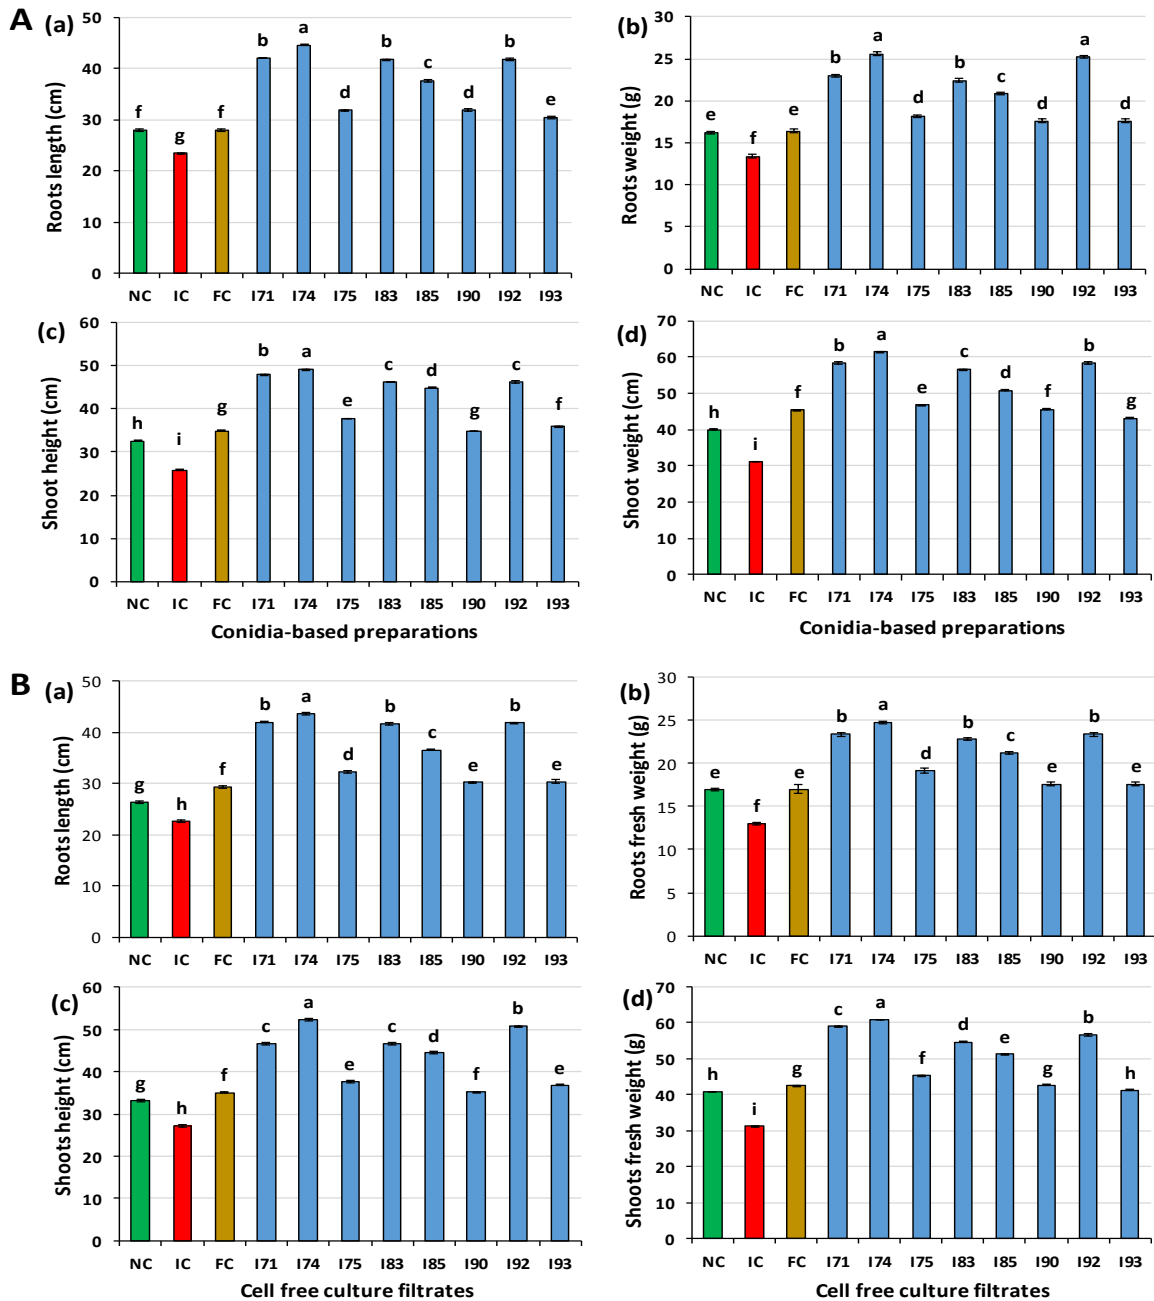 A
(a)
Roots length (cm)
50
40
30
20
10
0
f g f b a d b c d b e
NC IC FC I71 I74 I75 I83 I85 I90 I92 I93
(b)
Roots weight (g)
30
25
20
15
10
5
0
e f e b a d b c d a d
NC IC FC I71 I74 I75 I83 I85 I90 I92 I93
(c)
Shoot height (cm)
60
50
40
30
20
10
0
h i g b a e c d g c f
NC IC FC I71 I74 I75 I83 I85 I90 I92 I93
Conidia-based preparations
(d)
Shoot weight (cm)
70
60
50
40
30
20
10
0
h i f b a e c d f b g
NC IC FC I71 I74 I75 I83 I85 I90 I92 I93
Conidia-based preparations
B
(a)
Roots length (cm)
50
40
30
20
10
0
g h f b a d b c e b e
NC IC FC I71 I74 I75 I83 I85 I90 I92 I93
(b)
Roots fresh weight (g)
30
25
20
15
10
5
0
e f e b a d b c e b e
NC IC FC I71 I74 I75 I83 I85 I90 I92 I93
(c)
Shoots height (cm)
60
50
40
30
20
10
0
g h f c a e c d f b e
NC IC FC I71 I74 I75 I83 I85 I90 I92 I93
Cell free culture filtrates
(d)
Shoots fresh weight (g)
70
60
50
40
30
20
10
0
h i g c a f d e g b h
NC IC FC I71 I74 I75 I83 I85 I90 I92 I93
Cell free culture filtrates